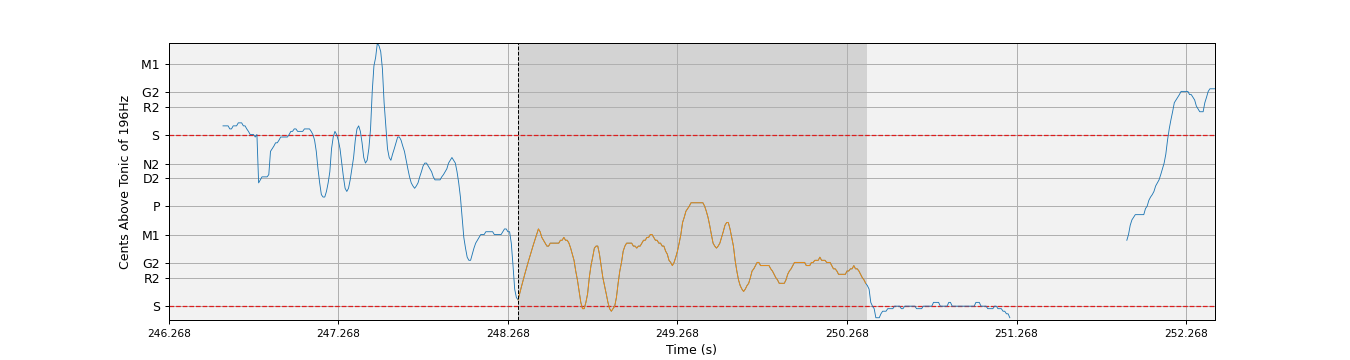 M1
G2
R2
S
N2
D2
P
M1
G2
R2
S
Cents Above Tonic of 196Hz
246.268 247.268 248.268 249.268 250.268 251.268 252.268
Time (s)